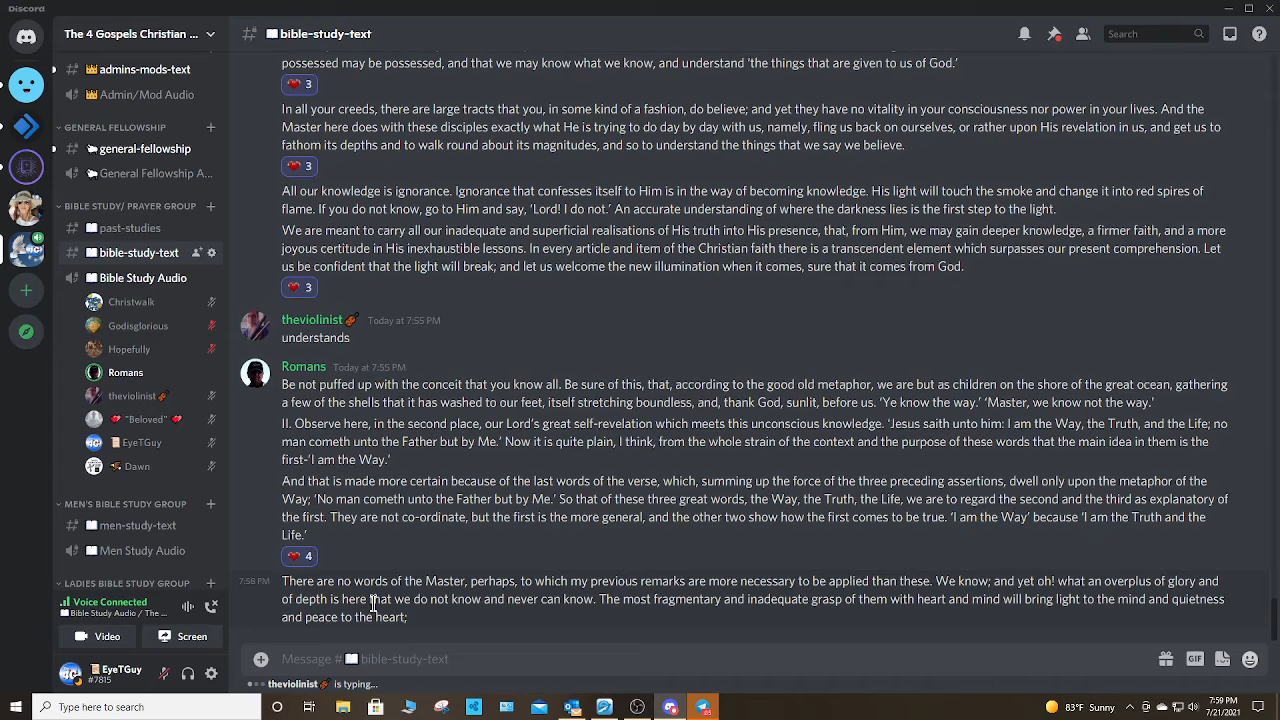 Discord
The 4 Gospels Christian ...
bible-study-text
Search
admins-mods-text
Admin/Mod Audio
GENERAL FELLOWSHIP
general-fellowship
General Fellowship A...
BIBLE STUDY/ PRAYER GROUP
past-studies
bible-study-text
Bible Study Audio
Christwalk
Godisglorious
Hopefully
Romans
theviolinist
"Beloved"
EyeTGuy
Dawn
MEN'S BIBLE STUDY GROUP
men-study-text
Men Study Audio
LADIES BIBLE STUDY GROUP
Voice Connected
Bible Study Audio / The ...
Video
Screen
EyeTGuy
#7815
possessed may be possessed, and that we may know what we know, and understand 'the things that are given to us of God.'
3
In all your creeds, there are large tracts that you, in some kind of a fashion, do believe; and yet they have no vitality in your consciousness nor power in your lives. And the
Master here does with these disciples exactly what He is trying to do day by day with us, namely, fling us back on ourselves, or rather upon His revelation in us, and get us to
fathom its depths and to walk round about its magnitudes, and so to understand the things that we say we believe.
3
All our knowledge is ignorance. Ignorance that confesses itself to Him is in the way of becoming knowledge. His light will touch the smoke and change it into red spires of
flame. If you do not know, go to Him and say, 'Lord! I do not.' An accurate understanding of where the darkness lies is the first step to the light.
We are meant to carry all our inadequate and superficial realisations of His truth into His presence, that, from Him, we may gain deeper knowledge, a firmer faith, and a more
joyous certitude in His inexhaustible lessons. In every article and item of the Christian faith there is a transcendent element which surpasses our present comprehension. Let
us be confident that the light will break; and let us welcome the new illumination when it comes, sure that it comes from God.
3
theviolinist Today at 7:55 PM
understands
Romans Today at 7:55 PM
Be not puffed up with the conceit that you know all. Be sure of this, that, according to the good old metaphor, we are but as children on the shore of the great ocean, gathering
a few of the shells that it has washed to our feet, itself stretching boundless, and, thank God, sunlit, before us. 'Ye know the way.' 'Master, we know not the way.'
II. Observe here, in the second place, our Lord's great self-revelation which meets this unconscious knowledge. 'Jesus saith unto him: I am the Way, the Truth, and the Life; no
man cometh unto the Father but by Me.' Now it is quite plain, I think, from the whole strain of the context and the purpose of these words that the main idea in them is the
first-'I am the Way.'
And that is made more certain because of the last words of the verse, which, summing up the force of the three preceding assertions, dwell only upon the metaphor of the
Way; 'No man cometh unto the Father but by Me.' So that of these three great words, the Way, the Truth, the Life, we are to regard the second and the third as explanatory of
the first. They are not co-ordinate, but the first is the more general, and the other two show how the first comes to be true. 'I am the Way' because 'I am the Truth and the
Life.'
4
7:58 PM There are no words of the Master, perhaps, to which my previous remarks are more necessary to be applied than these. We know; and yet oh! what an overplus of glory and
of depth is here that we do not know and never can know. The most fragmentary and inadequate grasp of them with heart and mind will bring light to the mind and quietness
and peace to the heart;
Message # bible-study-text
GIF
theviolinist is typing...
Type here to search
85
83°F Sunny
7:59 PM
7/21/2021